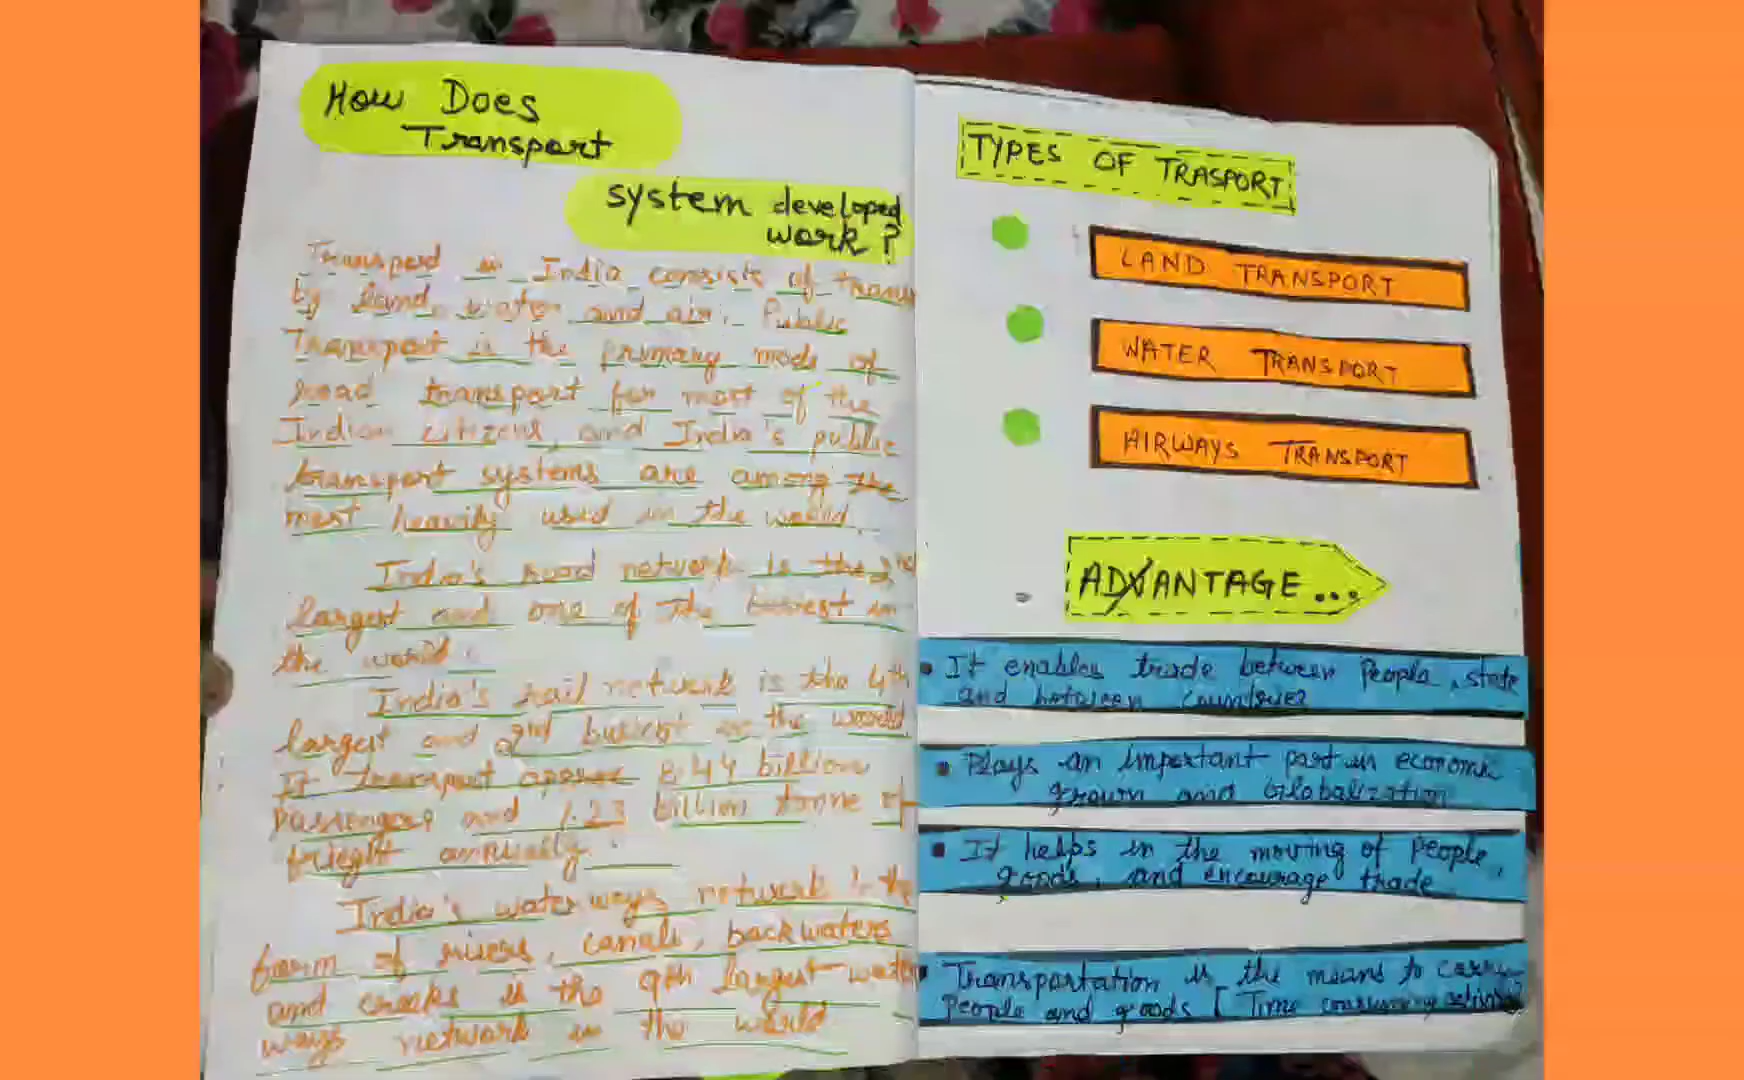 How Does
Transport
system developed
work?
Transport in India consists of trans
by land, water and air. Public
Transport is the primary mode of
road transport for most of the
Indian citizens, and India's public
transport systems are among the
most heavily used in the world.
India's road network is the 2nd
largest and one of the busiest in
the world.
India's rail network is the 4th
largest and 2nd busiest in the world
It transport 8.44 billion
passengers and 1.23 billion tonne of
frieght annually.
India's water ways network in the
form of rivers, canals, backwaters
and creeks is the 9th largest water
ways network in the world
TYPES OF TRASPORT
LAND TRANSPORT
WATER TRANSPORT
AIRWAYS TRANSPORT
ADVANTAGE...
• It enables trade between People, state
and between countries
• Plays an important part in economic
grown and Globalization
• It helps in the moving of people,
goods, and encourage trade
• Transportation is the means to carry
People and goods [ Time